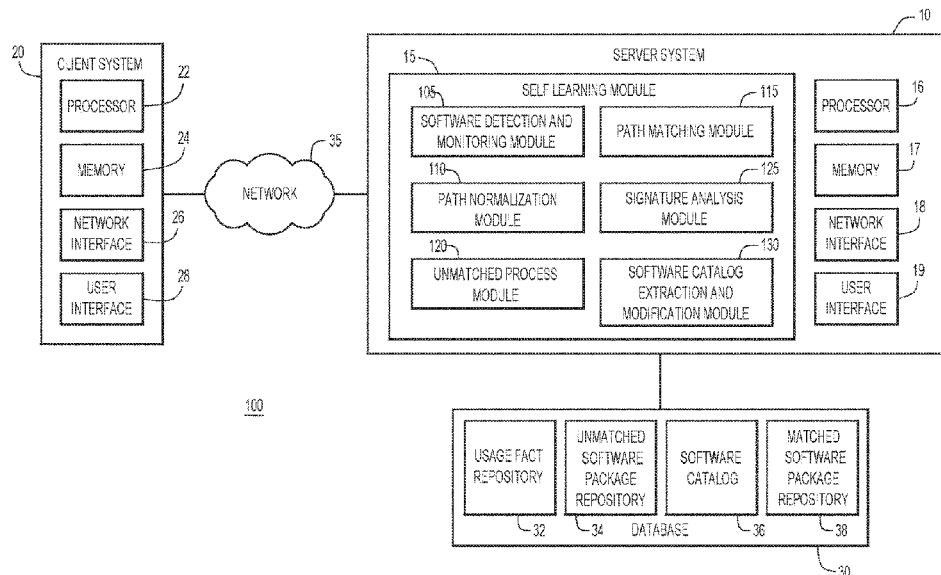 10
20
CLIENT SYSTEM
22
PROCESSOR
24
MEMORY
26
NETWORK
INTERFACE
28
USER
INTERFACE
35
NETWORK
SERVER SYSTEM
15
SELF LEARNING MODULE
105
SOFTWARE DETECTION AND
MONITORING MODULE
115
PATH MATCHING MODULE
110
PATH NORMALIZATION
MODULE
125
SIGNATURE ANALYSIS
MODULE
120
UNMATCHED PROCESS
MODULE
130
SOFTWARE CATALOG
EXTRACTION AND
MODIFICATION MODULE
16
PROCESSOR
17
MEMORY
18
NETWORK
INTERFACE
19
USER
INTERFACE
100
USAGE FACT
REPOSITORY
32
UNMATCHED
SOFTWARE
PACKAGE
REPOSITORY
34
SOFTWARE
CATALOG
36
MATCHED
SOFTWARE
PACKAGE
REPOSITORY
38
DATABASE
30